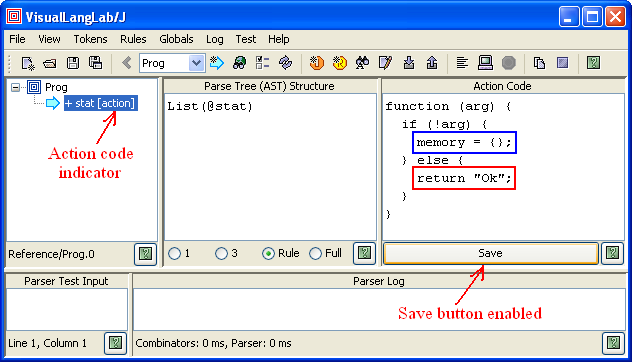 VisualLangLab/J
File View Tokens Rules Globals Log Test Help
Prog
Parse Tree (AST) Structure
Action Code
Prog
+ stat [action]
Action code
indicator
List(@stat)
function (arg) {
if (!arg) {
memory = {};
} else {
return "Ok";
}
}
Reference/Prog.0
1 3 Rule Full
Save
Parser Test Input
Parser Log
Save button enabled
Line 1, Column 1
Combinators: 0 ms, Parser: 0 ms